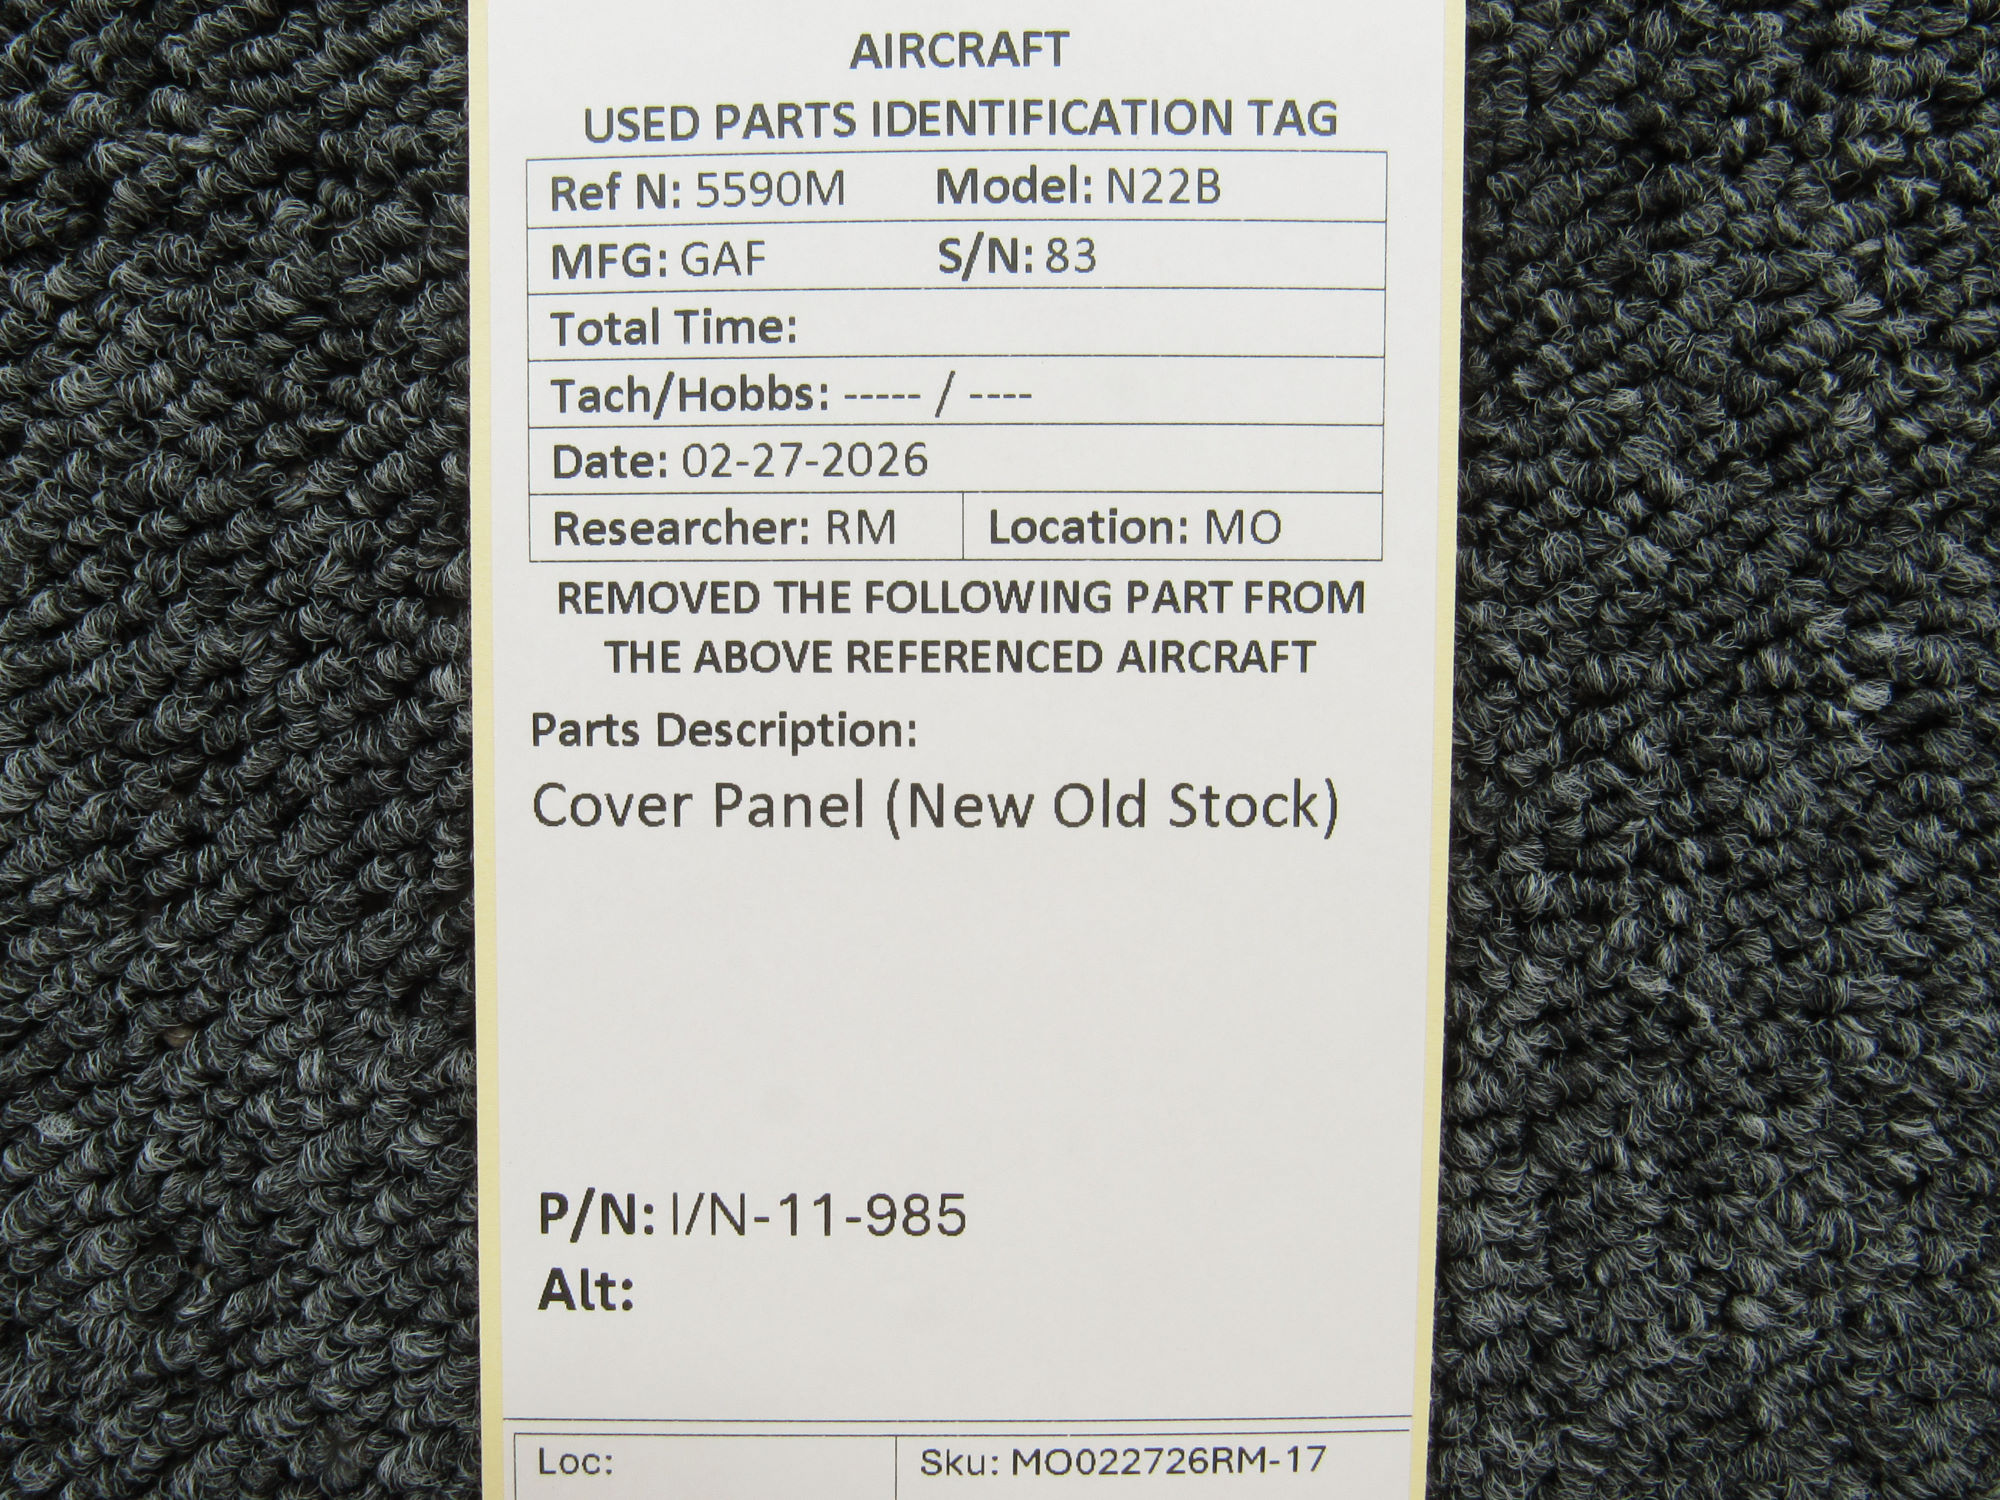 AIRCRAFT
USED PARTS IDENTIFICATION TAG
Ref N: 5590M Model: N22B
MFG: GAF S/N: 83
Total Time:
Tach/Hobbs: ----- / ----
Date: 02-27-2026
Researcher: RM Location: MO
REMOVED THE FOLLOWING PART FROM
THE ABOVE REFERENCED AIRCRAFT
Parts Description:
Cover Panel (New Old Stock)
P/N: I/N-11-985
Alt:
Loc: Sku: MO022726RM-17